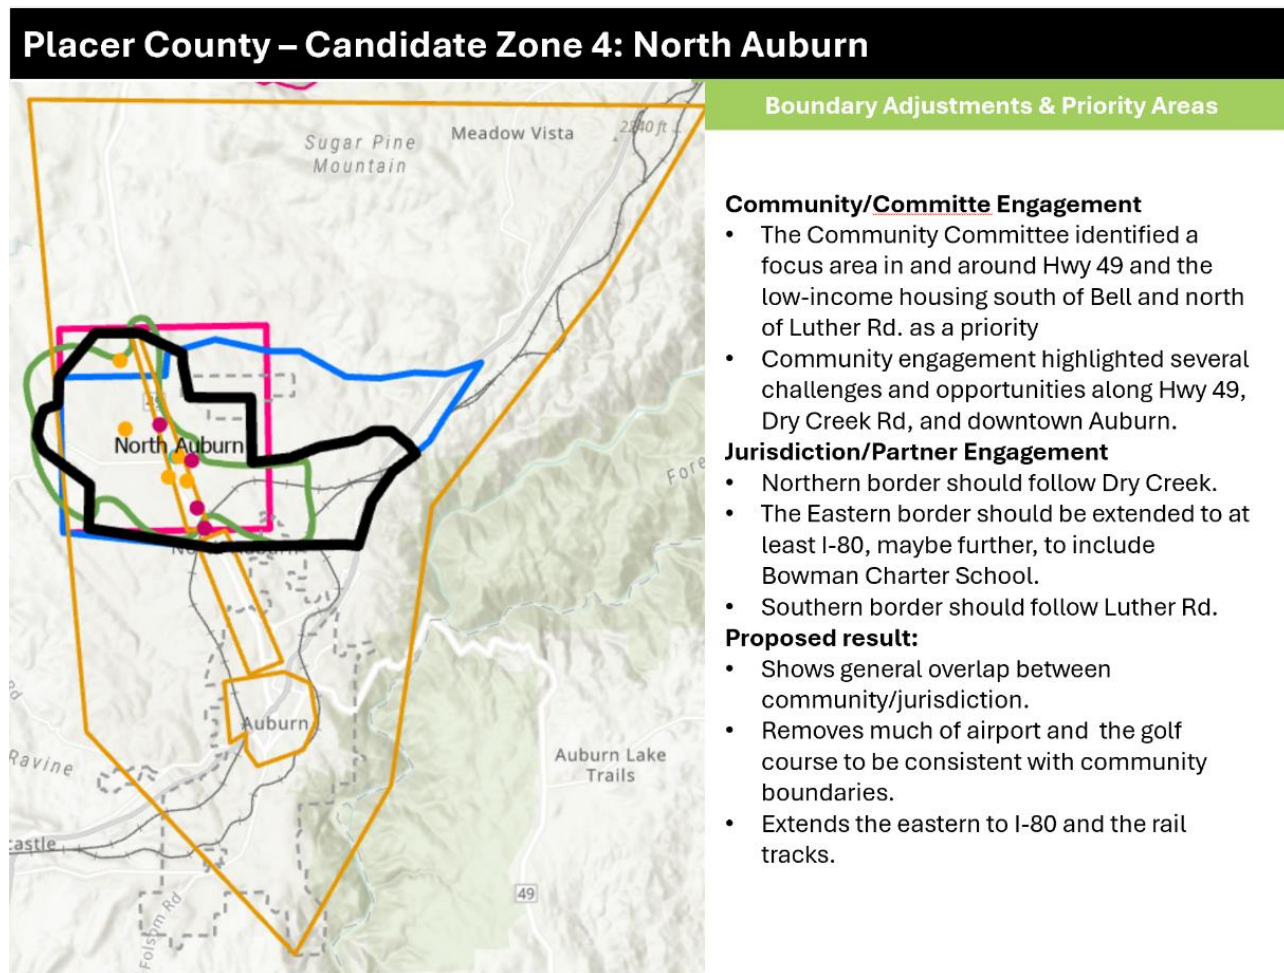 Placer County – Candidate Zone 4: North Auburn
Boundary Adjustments & Priority Areas
Meadow Vista
2240 ft
Sugar Pine
Mountain
North Auburn
Auburn
Ravine
Rd
castle
Folsom Rd
Auburn Lake
Trails
49
Fore
Community/Committe Engagement
• The Community Committee identified a
focus area in and around Hwy 49 and the
low-income housing south of Bell and north
of Luther Rd. as a priority
• Community engagement highlighted several
challenges and opportunities along Hwy 49,
Dry Creek Rd, and downtown Auburn.
Jurisdiction/Partner Engagement
• Northern border should follow Dry Creek.
• The Eastern border should be extended to at
least I-80, maybe further, to include
Bowman Charter School.
• Southern border should follow Luther Rd.
Proposed result:
• Shows general overlap between
community/jurisdiction.
• Removes much of airport and the golf
course to be consistent with community
boundaries.
• Extends the eastern to I-80 and the rail
tracks.